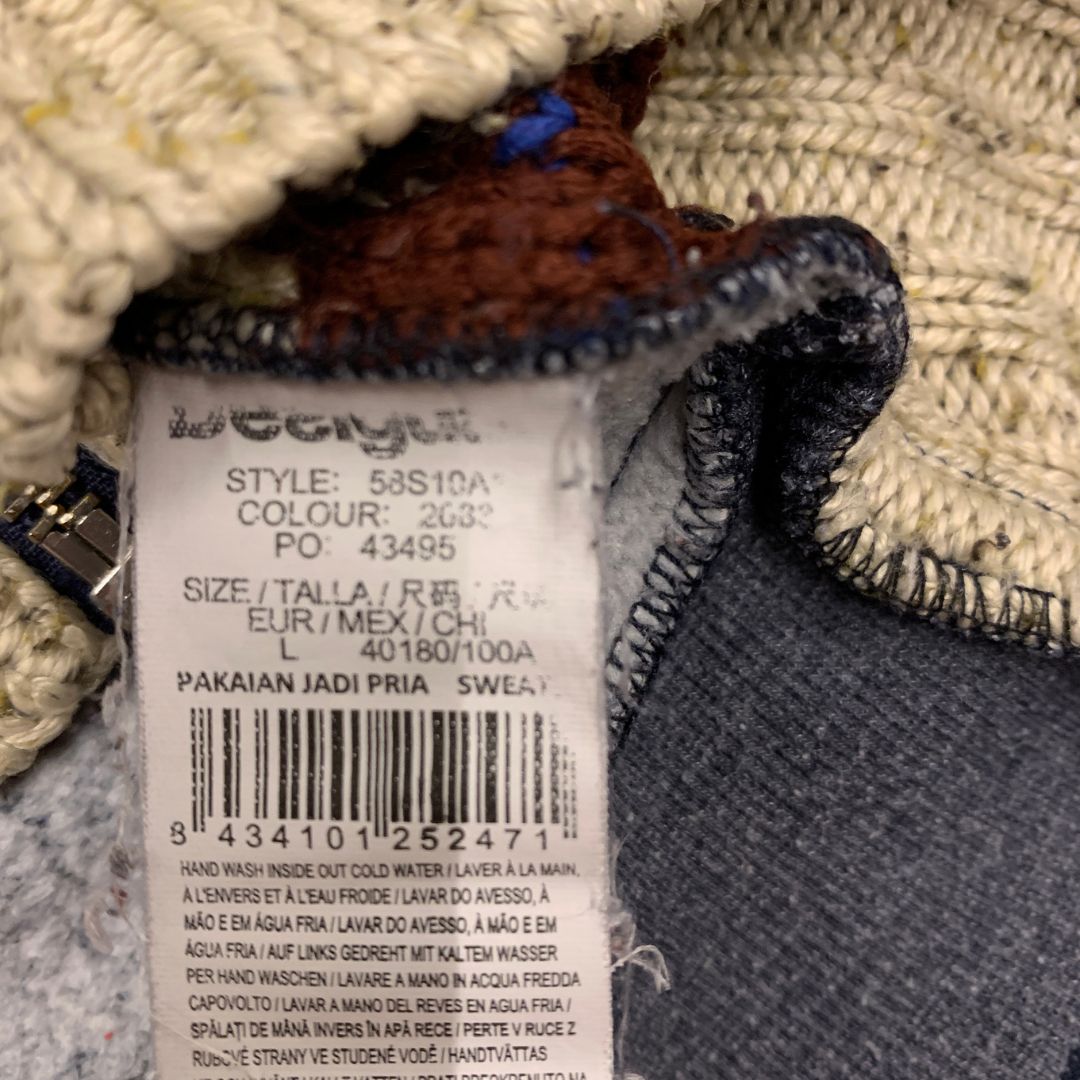 Desigual
STYLE: 58S10A
COLOUR:
PO: 43495
SIZE / TALLA / 尺码
EUR / MEX / CHI
L 40180/100A
PAKAIAN JADI PRIA SWEAT
8 434101 252471
HAND WASH INSIDE OUT COLD WATER / LAVER À LA MAIN,
A L'ENVERS ET À L'EAU FROIDE / LAVAR DO AVESSO, À
MÃO E EM ÁGUA FRIA / LAVAR DO AVESSO, À MÃO E EM
ÁGUA FRIA / AUF LINKS GEDREHT MIT KALTEM WASSER
PER HAND WASCHEN / LAVARE A MANO IN ACQUA FREDDA
CAPOVOLTO / LAVAR A MANO DEL REVES EN AGUA FRIA /
SPĂLAȚI DE MÂNĂ INVERS ÎN APĂ RECE / PERTE V RUCE Z
RUBOVÉ STRANY VE STUDENÉ VODĚ / HANDTVÄTTAS